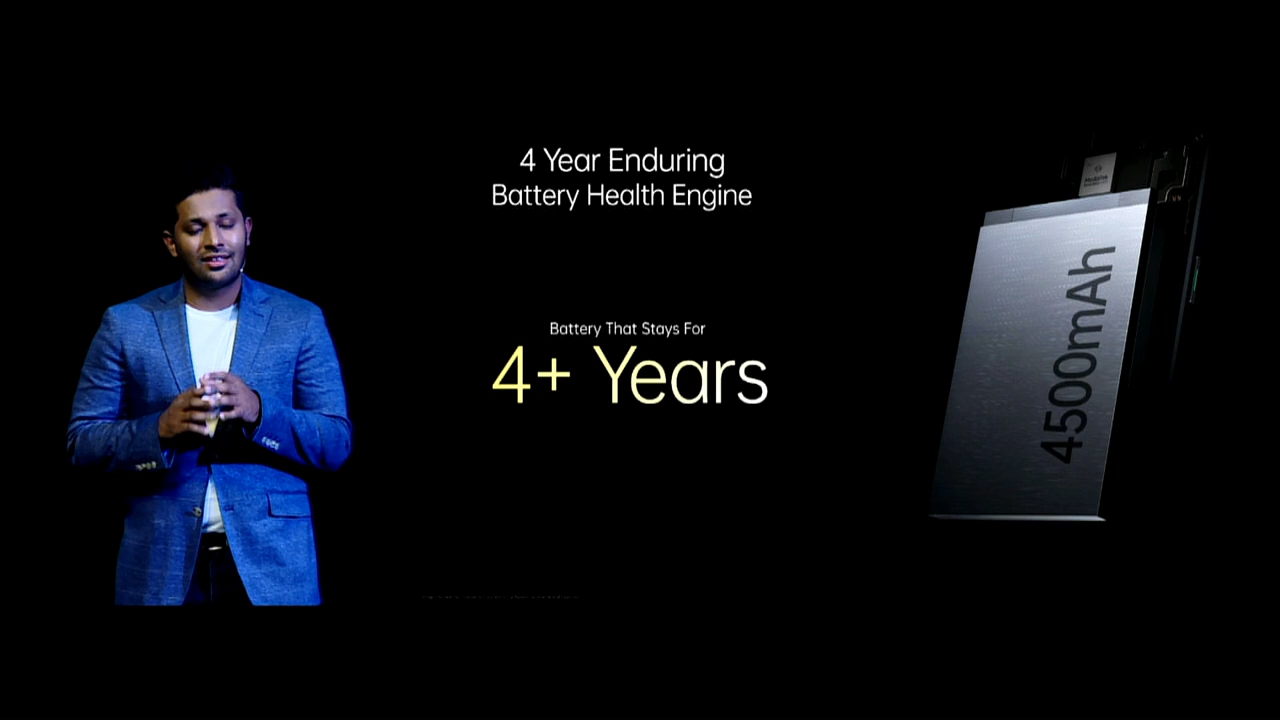 4 Year Enduring
Battery Health Engine
Battery That Stays For
4+ Years
4500mAh